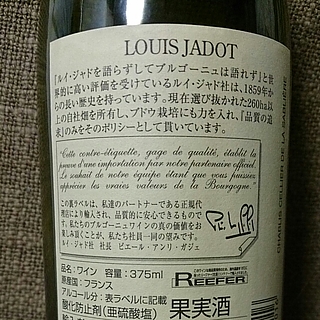 LOUIS JADOT
『ルイ・ジャドを語らずしてブルゴーニュは語れず』と世
界的に高い評価を受けているルイ・ジャド社は、1859年か
らの長い歴史を持っています。現在選び抜かれた260ha以
上の自社畑を所有し、ブドウ栽培にも力を入れ、「品質の追
求」のみをそのポリシーとして貫いています。
"Cette contre-étiquette, gage de qualité, établit la
preuve d'une importation par notre partenaire officiel.
Le souhait de notre équipe étant que vous puissiez
apprécier les vraies valeurs de la Bourgogne."
この裏ラベルは、私達のパートナーである正規代
理店により輸入され、品質的に安心できるもので
す。私たちのブルゴーニュワインの真の価値をお
楽しみ頂くことが、私たち社員一同の望みです。
ルイ・ジャド社 社長 ピエール・アンリ・ガジェ
品名：ワイン 容量：375ml
原産国：フランス
アルコール分：表ラベルに記載
酸化防止剤（亜硫酸塩）
REEFER
果実酒
CHABLIS CELLIER DE LA SABLIÈRE